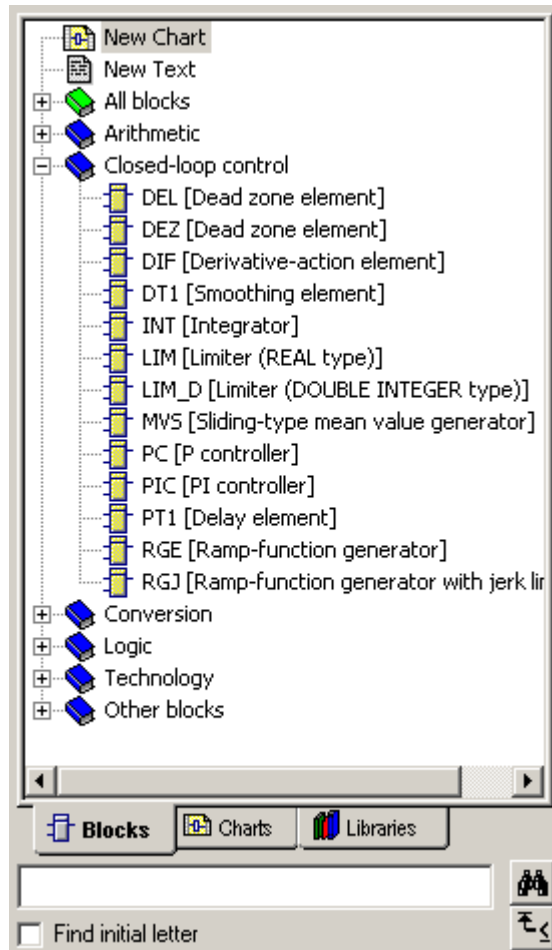 New Chart
New Text
All blocks
Arithmetic
Closed-loop control
DEL [Dead zone element]
DEZ [Dead zone element]
DIF [Derivative-action element]
DT1 [Smoothing element]
INT [Integrator]
LIM [Limiter (REAL type)]
LIM_D [Limiter (DOUBLE INTEGER type)]
MVS [Sliding-type mean value generator]
PC [P controller]
PIC [PI controller]
PT1 [Delay element]
RGE [Ramp-function generator]
RGJ [Ramp-function generator with jerk
Conversion
Logic
Technology
Other blocks
Blocks Charts Libraries
Find initial letter